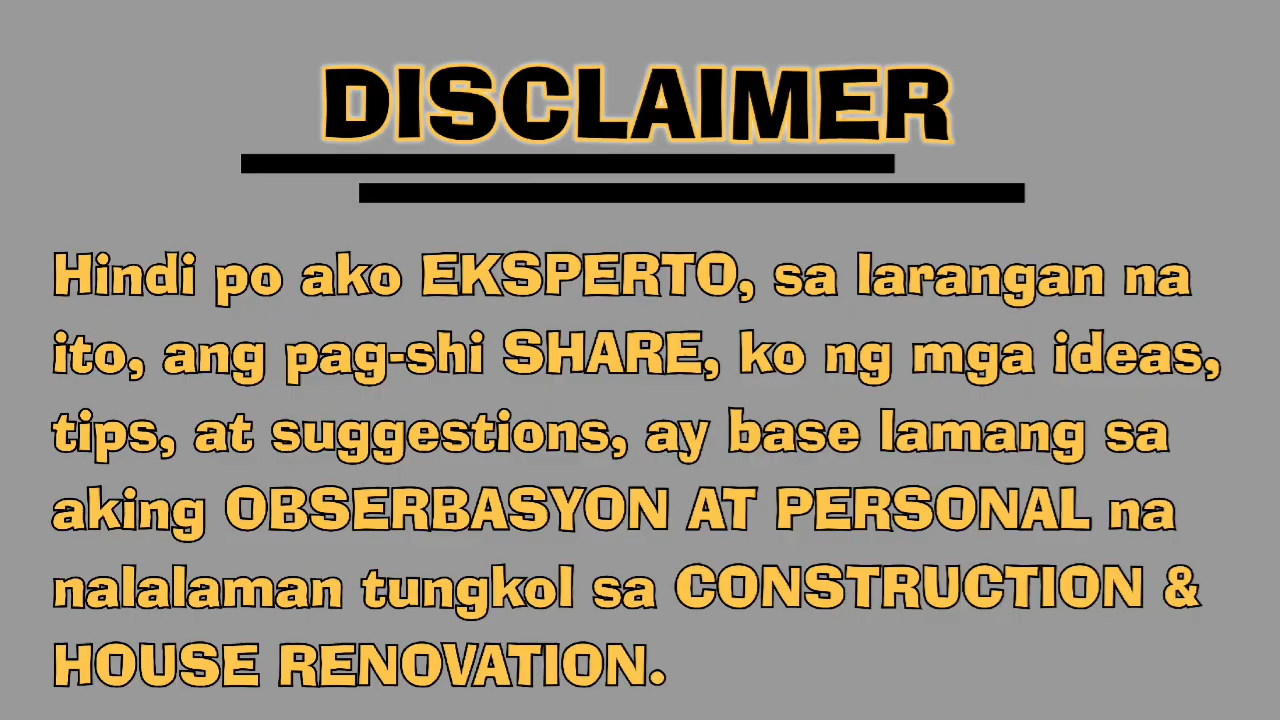 DISCLAIMER
Hindi po ako EKSPERTO, sa larangan na
ito, ang pag-shi SHARE, ko ng mga ideas,
tips, at suggestions, ay base lamang sa
aking OBSERBASYON AT PERSONAL na
nalalaman tungkol sa CONSTRUCTION &
HOUSE RENOVATION.